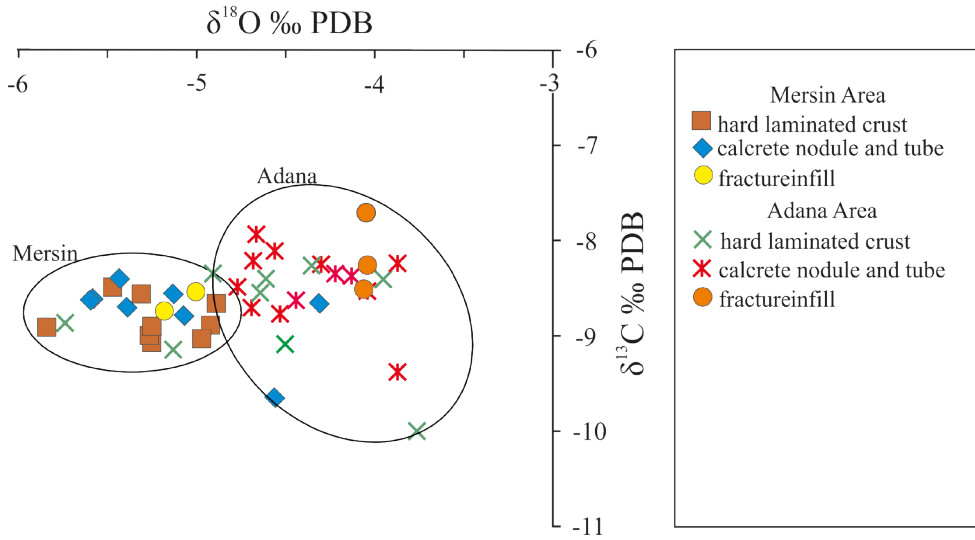 δ18O ‰ PDB
-6
-5
-4
-3
-6
-7
-8
-9
-10
-11
δ13C ‰ PDB
Adana
Mersin
Mersin Area
hard laminated crust
calcrete nodule and tube
fractureinfill
Adana Area
hard laminated crust
calcrete nodule and tube
fractureinfill